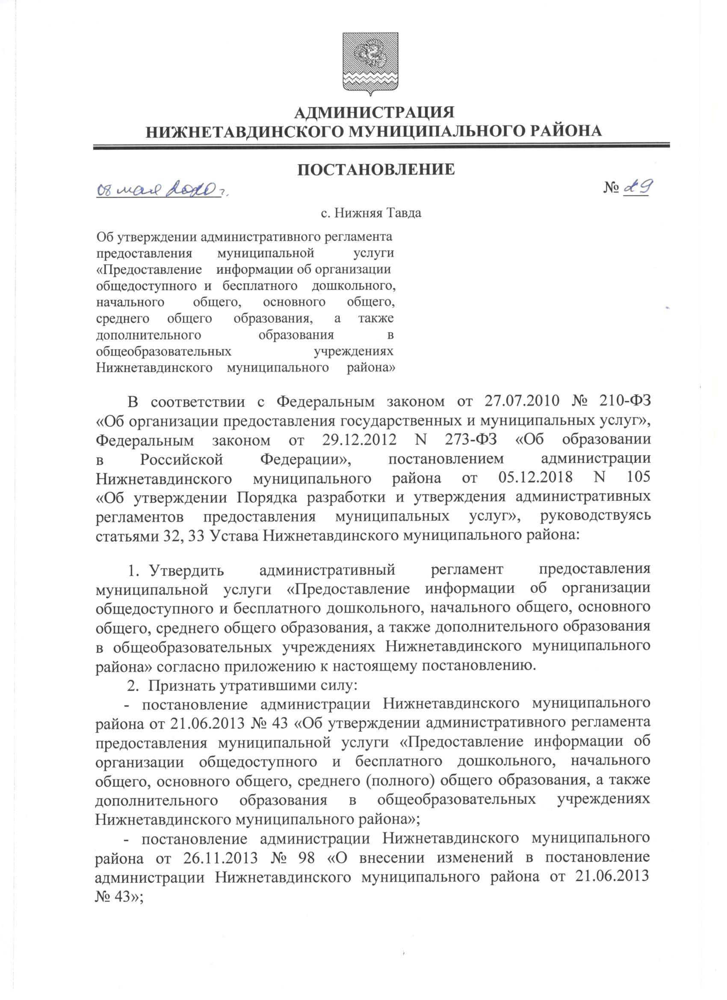 АДМИНИСТРАЦИЯ
НИЖНЕТАВДИНСКОГО МУНИЦИПАЛЬНОГО РАЙОНА
ПОСТАНОВЛЕНИЕ
08 мая 2020 г.
№ 29
с. Нижняя Тавда
Об утверждении административного регламента
предоставления муниципальной услуги
«Предоставление информации об организации
общедоступного и бесплатного дошкольного,
начального общего, основного общего,
среднего общего образования, а также
дополнительного образования в
общеобразовательных учреждениях
Нижнетавдинского муниципального района»
В соответствии с Федеральным законом от 27.07.2010 № 210-ФЗ
«Об организации предоставления государственных и муниципальных услуг»,
Федеральным законом от 29.12.2012 N 273-ФЗ «Об образовании
в Российской Федерации», постановлением администрации
Нижнетавдинского муниципального района от 05.12.2018 N 105
«Об утверждении Порядка разработки и утверждения административных
регламентов предоставления муниципальных услуг», руководствуясь
статьями 32, 33 Устава Нижнетавдинского муниципального района:
1. Утвердить административный регламент предоставления
муниципальной услуги «Предоставление информации об организации
общедоступного и бесплатного дошкольного, начального общего, основного
общего, среднего общего образования, а также дополнительного образования
в общеобразовательных учреждениях Нижнетавдинского муниципального
района» согласно приложению к настоящему постановлению.
2. Признать утратившими силу:
- постановление администрации Нижнетавдинского муниципального
района от 21.06.2013 № 43 «Об утверждении административного регламента
предоставления муниципальной услуги «Предоставление информации об
организации общедоступного и бесплатного дошкольного, начального
общего, основного общего, среднего (полного) общего образования, а также
дополнительного образования в общеобразовательных учреждениях
Нижнетавдинского муниципального района»;
- постановление администрации Нижнетавдинского муниципального
района от 26.11.2013 № 98 «О внесении изменений в постановление
администрации Нижнетавдинского муниципального района от 21.06.2013
№ 43»;